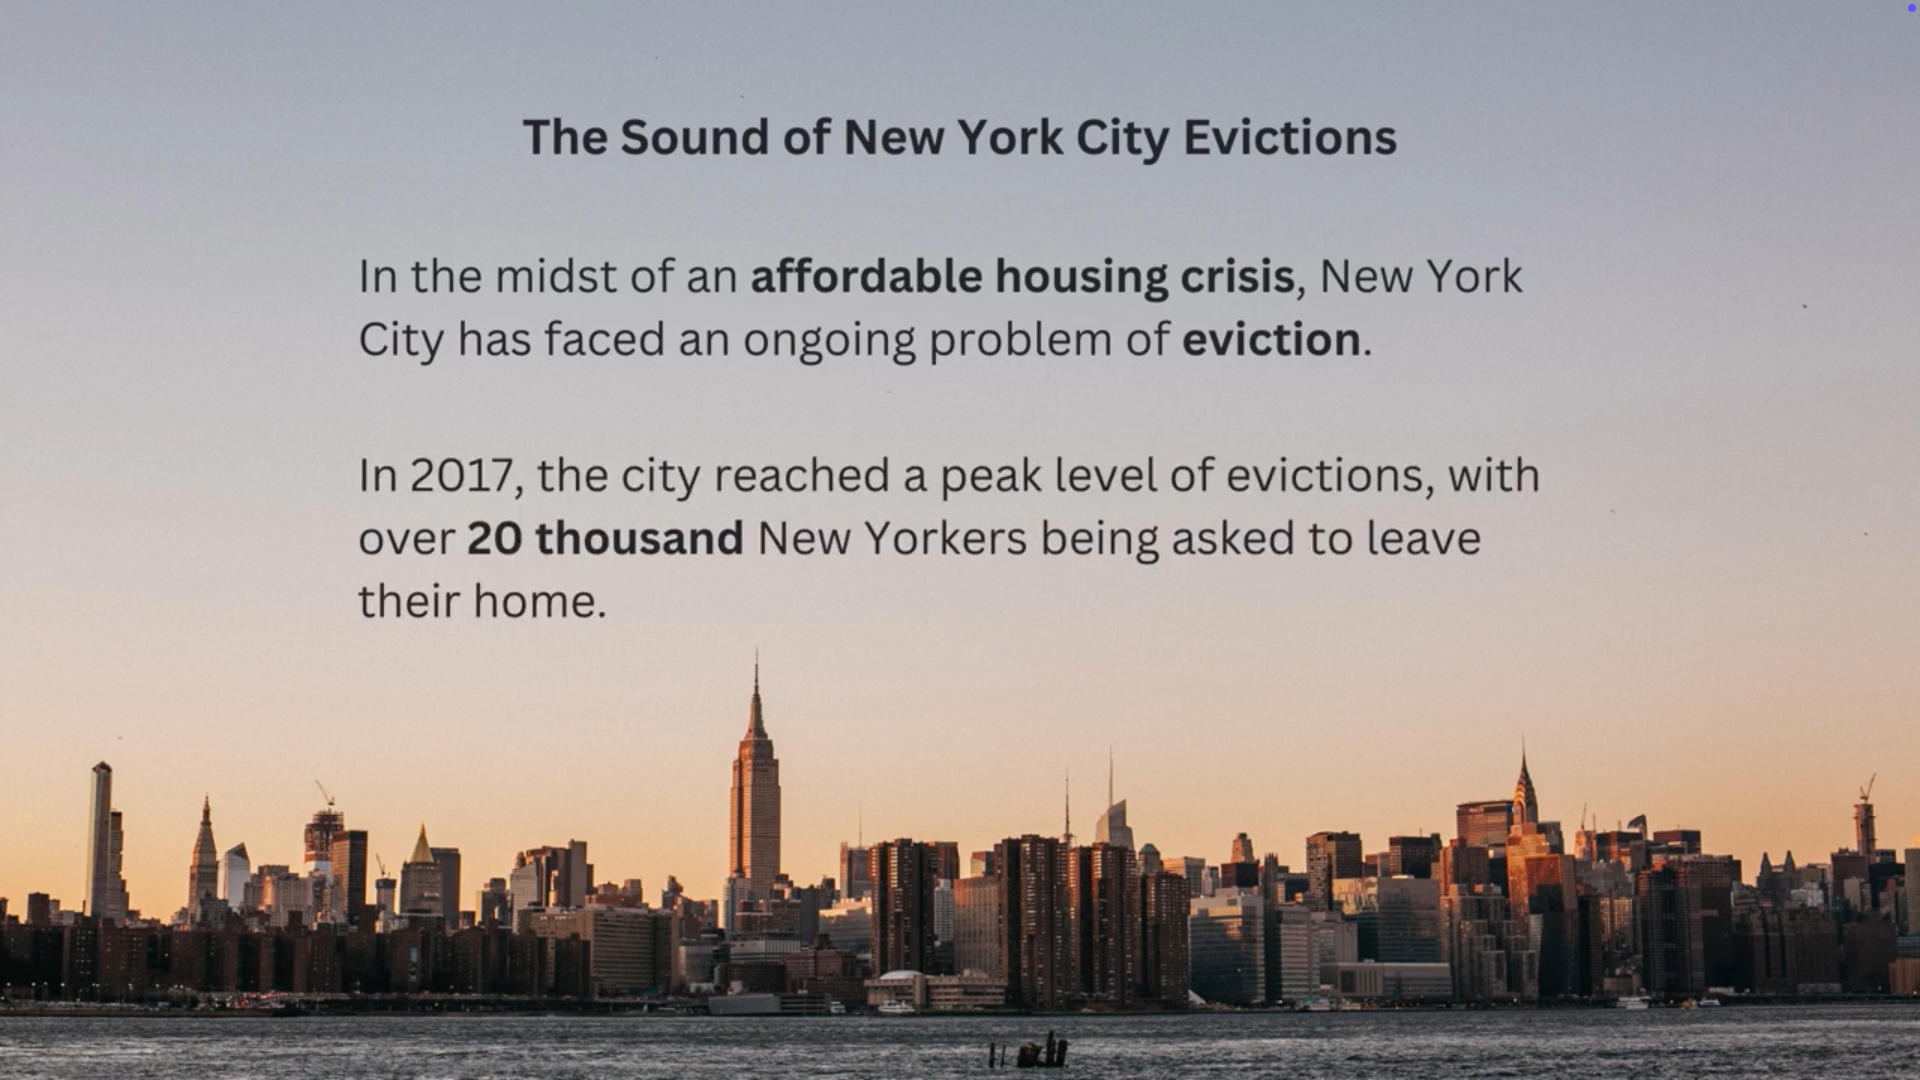 The Sound of New York City Evictions
In the midst of an affordable housing crisis, New York
City has faced an ongoing problem of eviction.
In 2017, the city reached a peak level of evictions, with
over 20 thousand New Yorkers being asked to leave
their home.